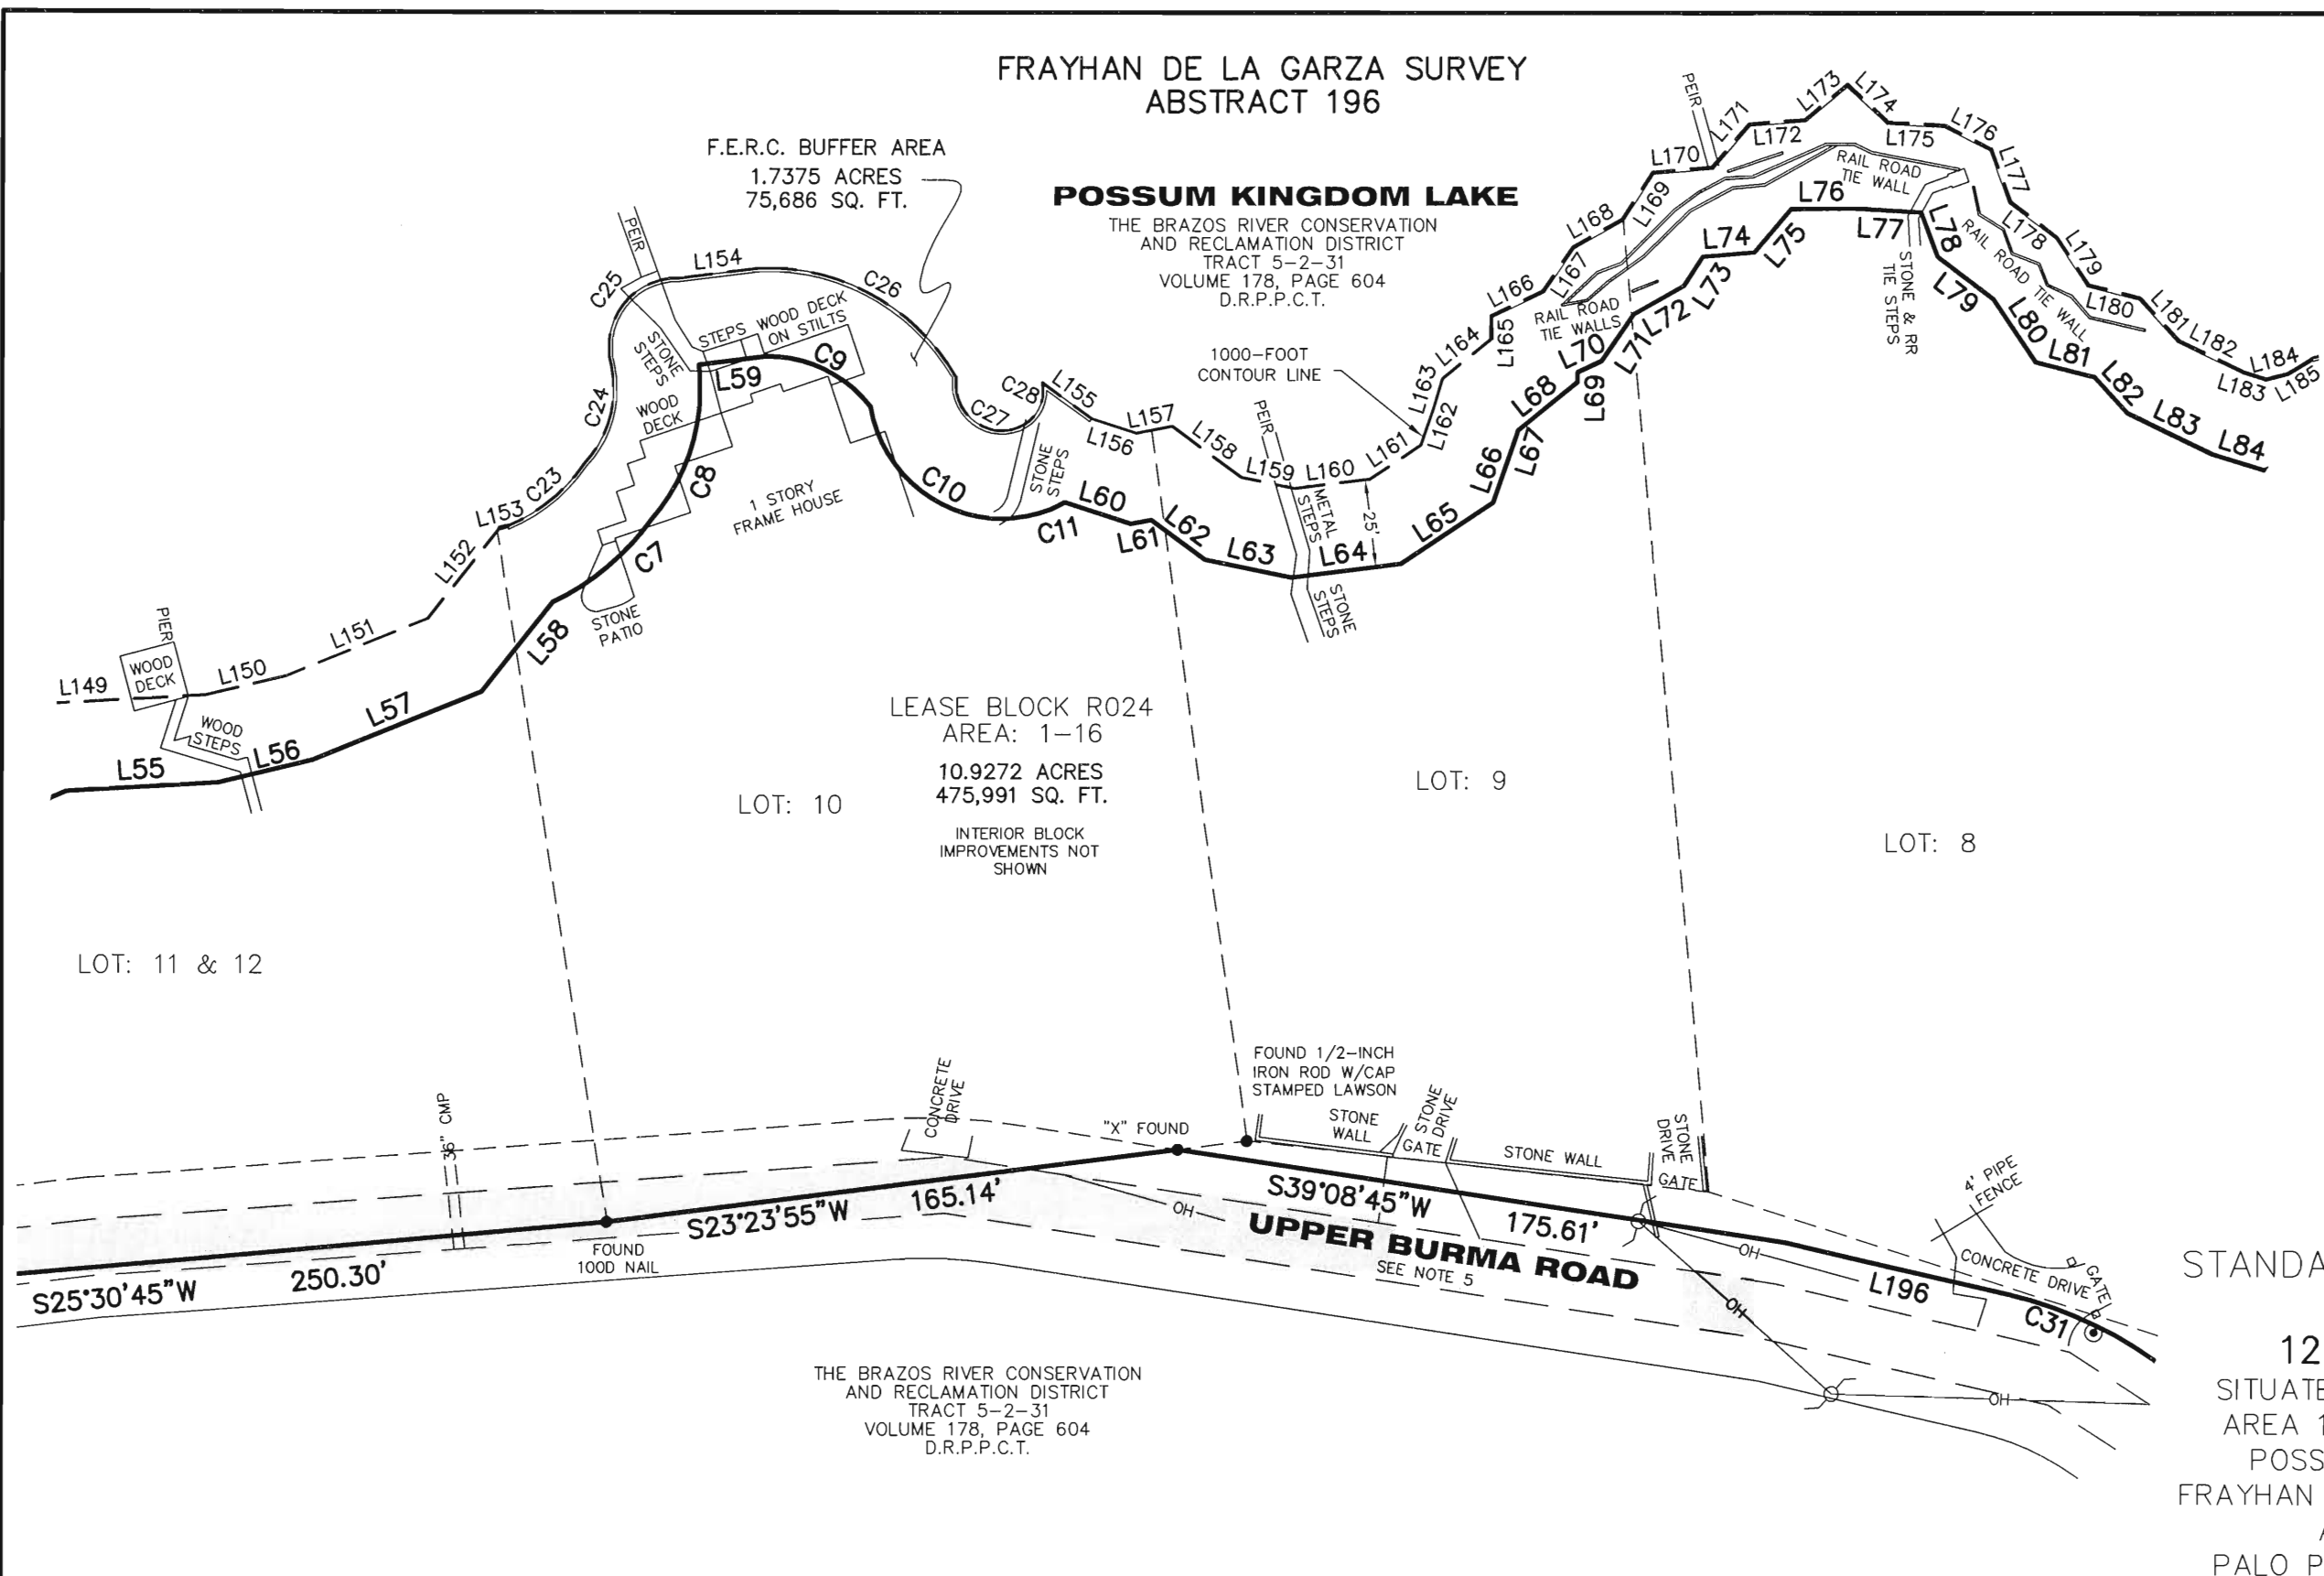 FRAYHAN DE LA GARZA SURVEY
ABSTRACT 196
F.E.R.C. BUFFER AREA
1.7375 ACRES
75,686 SQ. FT.
POSSUM KINGDOM LAKE
THE BRAZOS RIVER CONSERVATION
AND RECLAMATION DISTRICT
TRACT 5-2-31
VOLUME 178, PAGE 604
D.R.P.P.C.T.
1000-FOOT
CONTOUR LINE
L149
L150
L151
L152
L153
C23
C24
C25
L154
C26
C27
C28
L155
L156
L157
L158
L159
L160
L161
L162
L163
L164
L165
L166
L167
L168
L169
L170
L171
L172
L173
L174
L175
L176
L177
L178
L179
L180
L181
L182
L183
L184
L185
PEIR
PEIR
PEIR
PIER
WOOD
DECK
WOOD
STEPS
STONE
STEPS
STEPS
WOOD DECK
ON STILTS
WOOD
DECK
1 STORY
FRAME HOUSE
STONE
PATIO
STONE
STEPS
METAL
STEPS
STONE
STEPS
25'
RAIL ROAD
TIE WALLS
RAIL ROAD
TIE WALL
RAIL ROAD TIE WALL
STONE & RR
TIE STEPS
L55
L56
L57
L58
C7
C8
L59
C9
C10
C11
L60
L61
L62
L63
L64
L65
L66
L67
L68
L69
L70
L71
L72
L73
L74
L75
L76
L77
L78
L79
L80
L81
L82
L83
L84
LEASE BLOCK R024
AREA: 1-16
10.9272 ACRES
475,991 SQ. FT.
INTERIOR BLOCK
IMPROVEMENTS NOT
SHOWN
LOT: 11 & 12
LOT: 10
LOT: 9
LOT: 8
36" CMP
CONCRETE
DRIVE
"X" FOUND
FOUND 1/2-INCH
IRON ROD W/CAP
STAMPED LAWSON
STONE
WALL
STONE
DRIVE
GATE
STONE WALL
STONE
DRIVE
GATE
4' PIPE
FENCE
CONCRETE DRIVE
GATE
S25°30'45"W
250.30'
FOUND
100D NAIL
S23°23'55"W
165.14'
S39°08'45"W
175.61'
OH
OH
OH
OH
UPPER BURMA ROAD
SEE NOTE 5
L196
C31
THE BRAZOS RIVER CONSERVATION
AND RECLAMATION DISTRICT
TRACT 5-2-31
VOLUME 178, PAGE 604
D.R.P.P.C.T.
STANDA
12
SITUATE
AREA 1
POSS
FRAYHAN
PALO P